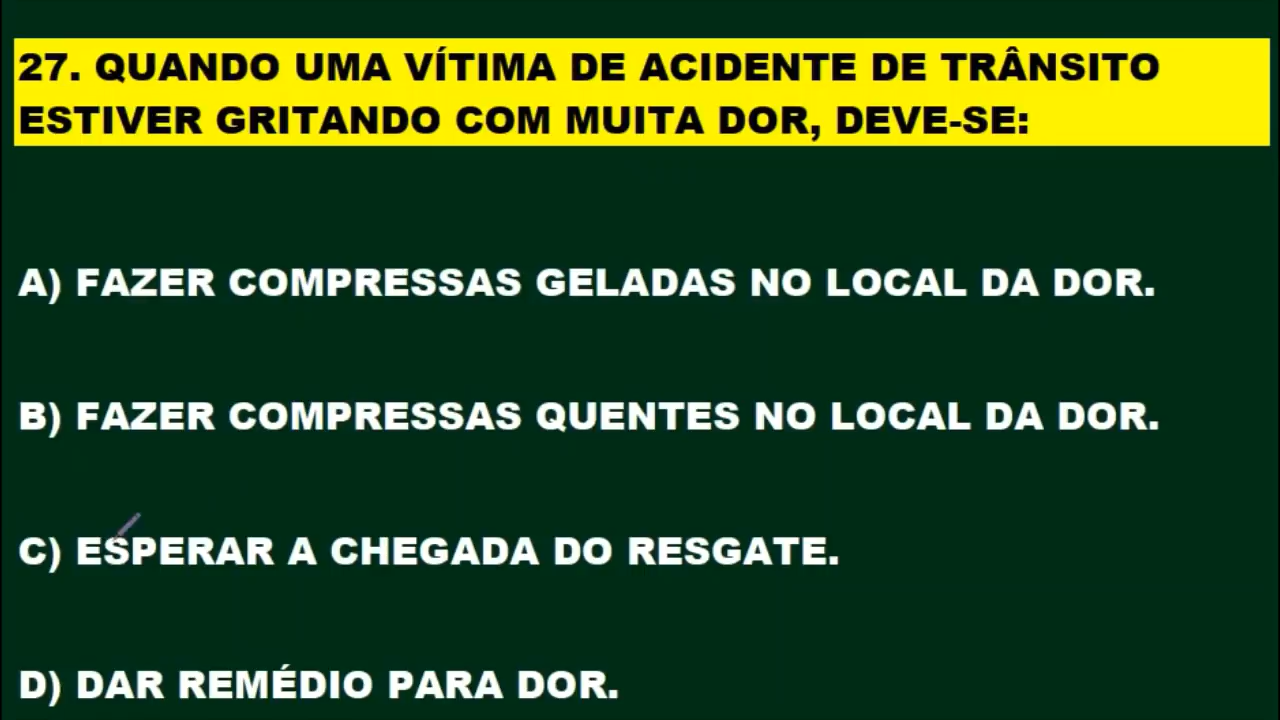 27. QUANDO UMA VÍTIMA DE ACIDENTE DE TRÂNSITO
ESTIVER GRITANDO COM MUITA DOR, DEVE-SE:
A) FAZER COMPRESSAS GELADAS NO LOCAL DA DOR.
B) FAZER COMPRESSAS QUENTES NO LOCAL DA DOR.
C) ESPERAR A CHEGADA DO RESGATE.
D) DAR REMÉDIO PARA DOR.